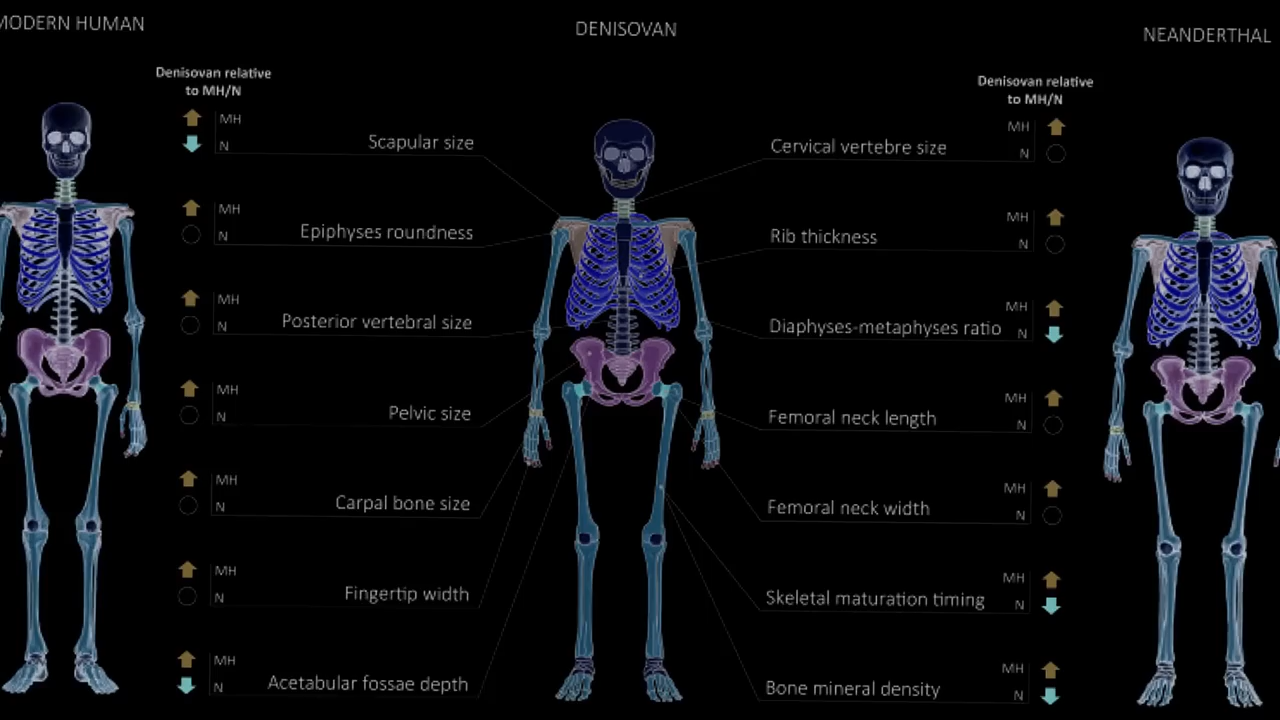 MODERN HUMAN
DENISOVAN
NEANDERTHAL
Denisovan relative
to MH/N
Denisovan relative
to MH/N
MH
N
Scapular size
Cervical vertebre size
MH
N
MH
N
Epiphyses roundness
Rib thickness
MH
N
MH
N
Posterior vertebral size
Diaphyses-metaphyses ratio
MH
N
MH
N
Pelvic size
Femoral neck length
MH
N
MH
N
Carpal bone size
Femoral neck width
MH
N
MH
N
Fingertip width
Skeletal maturation timing
MH
N
MH
N
Acetabular fossae depth
Bone mineral density
MH
N